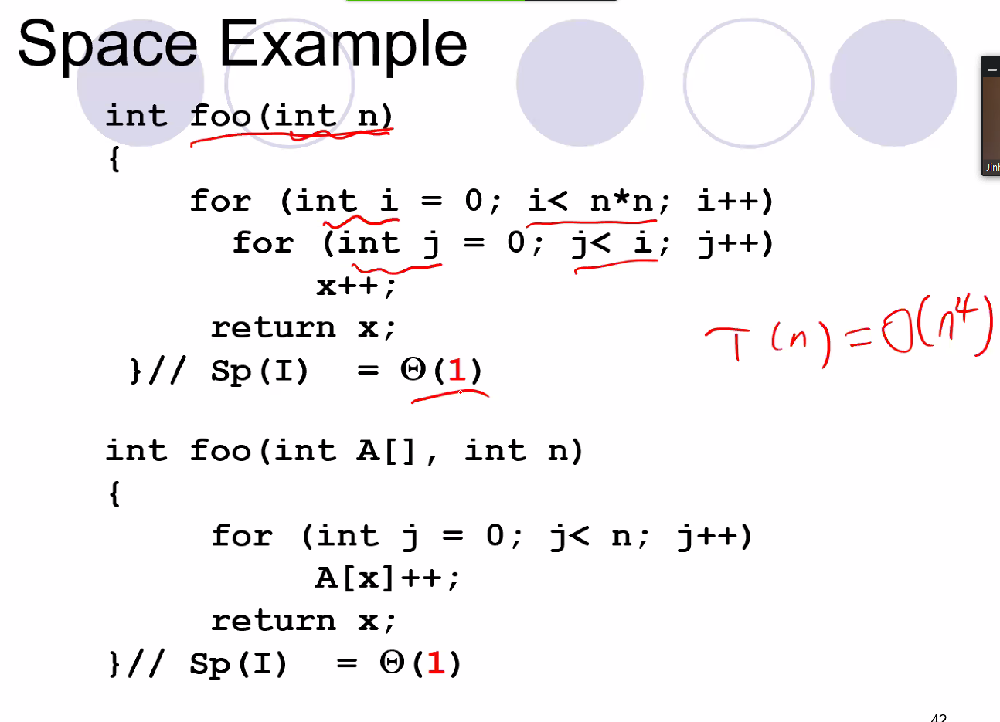 Space Example
int foo(int n)
{
for (int i = 0; i< n*n; i++)
for (int j = 0; j< i; j++)
x++;
return x;
T(n) = O(n^4)
}// Sp(I) = Θ(1)
int foo(int A[], int n)
{
for (int j = 0; j< n; j++)
A[x]++;
return x;
}// Sp(I) = Θ(1)
42